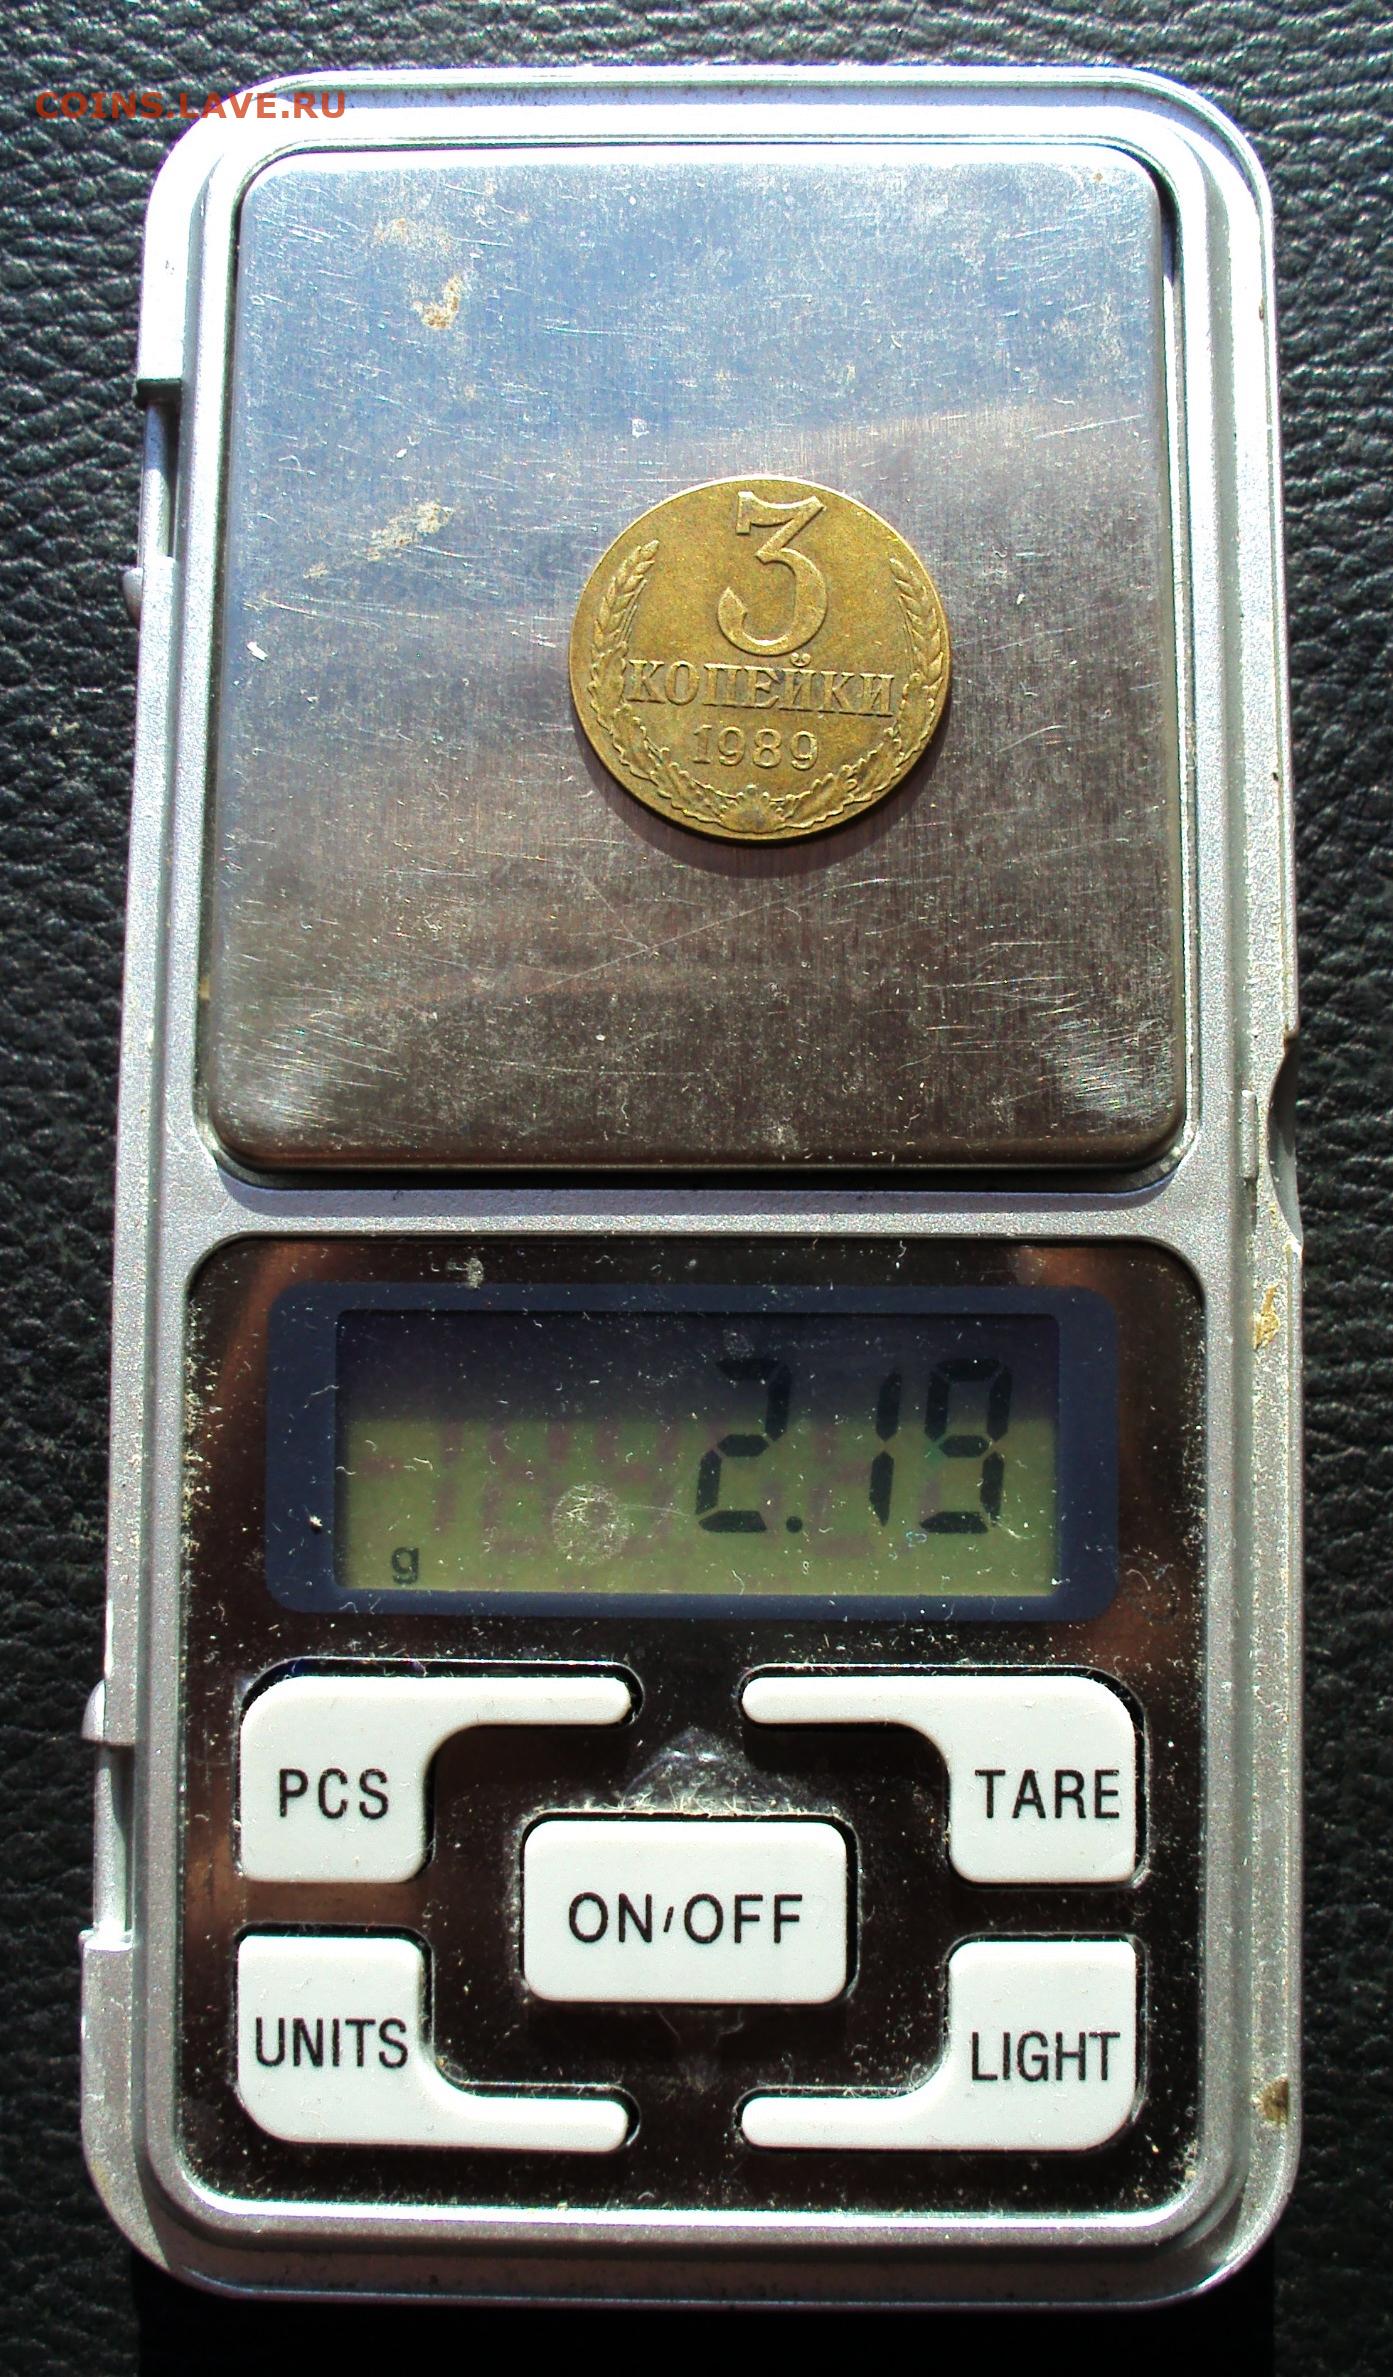 COINS.LAVE.RU
3
КОПЕЙКИ
1989
2.19
g
PCS
TARE
ON/OFF
UNITS
LIGHT